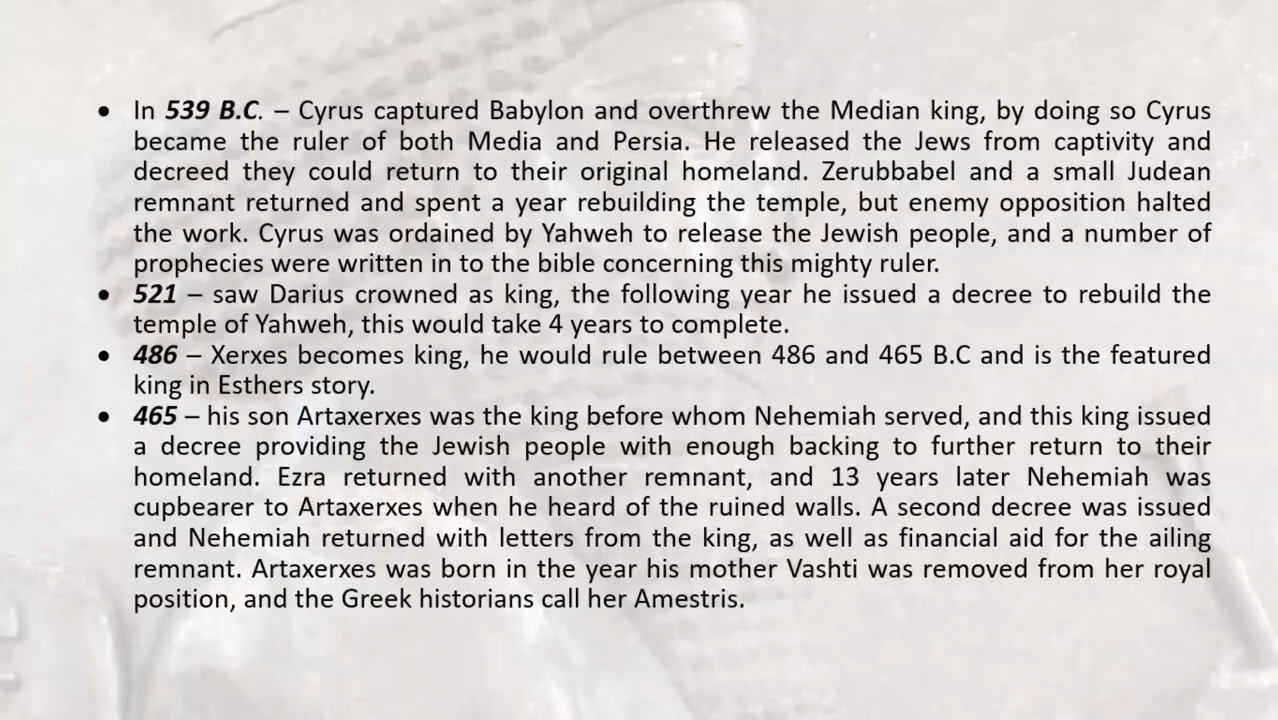 • In 539 B.C. – Cyrus captured Babylon and overthrew the Median king, by doing so Cyrus
became the ruler of both Media and Persia. He released the Jews from captivity and
decreed they could return to their original homeland. Zerubbabel and a small Judean
remnant returned and spent a year rebuilding the temple, but enemy opposition halted
the work. Cyrus was ordained by Yahweh to release the Jewish people, and a number of
prophecies were written in to the bible concerning this mighty ruler.
• 521 – saw Darius crowned as king, the following year he issued a decree to rebuild the
temple of Yahweh, this would take 4 years to complete.
• 486 – Xerxes becomes king, he would rule between 486 and 465 B.C and is the featured
king in Esthers story.
• 465 – his son Artaxerxes was the king before whom Nehemiah served, and this king issued
a decree providing the Jewish people with enough backing to further return to their
homeland. Ezra returned with another remnant, and 13 years later Nehemiah was
cupbearer to Artaxerxes when he heard of the ruined walls. A second decree was issued
and Nehemiah returned with letters from the king, as well as financial aid for the ailing
remnant. Artaxerxes was born in the year his mother Vashti was removed from her royal
position, and the Greek historians call her Amestris.